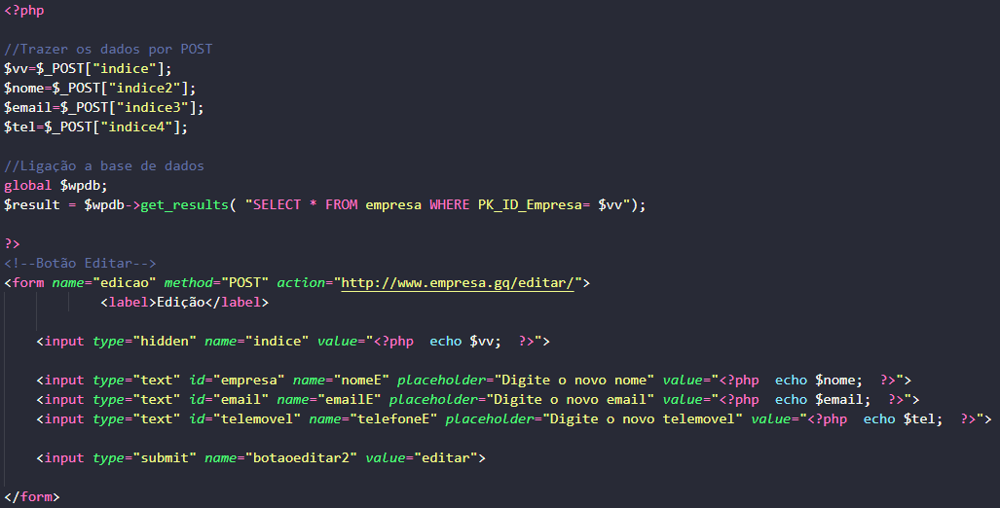 <?php
//Trazer os dados por POST
$vv=$_POST["indice"];
$nome=$_POST["indice2"];
$email=$_POST["indice3"];
$tel=$_POST["indice4"];
//Ligação a base de dados
global $wpdb;
$result = $wpdb->get_results( "SELECT * FROM empresa WHERE PK_ID_Empresa= $vv");
?>
<!--Botão Editar-->
<form name="edicao" method="POST" action="http://www.empresa.gq/editar/">
<label>Edição</label>
<input type="hidden" name="indice" value="<?php  echo $vv;  ?>">
<input type="text" id="empresa" name="nomeE" placeholder="Digite o novo nome" value="<?php  echo $nome;  ?>">
<input type="text" id="email" name="emailE" placeholder="Digite o novo email" value="<?php  echo $email;  ?>">
<input type="text" id="telemovel" name="telefoneE" placeholder="Digite o novo telemovel" value="<?php  echo $tel;  ?>">
<input type="submit" name="botaoeditar2" value="editar">
</form>